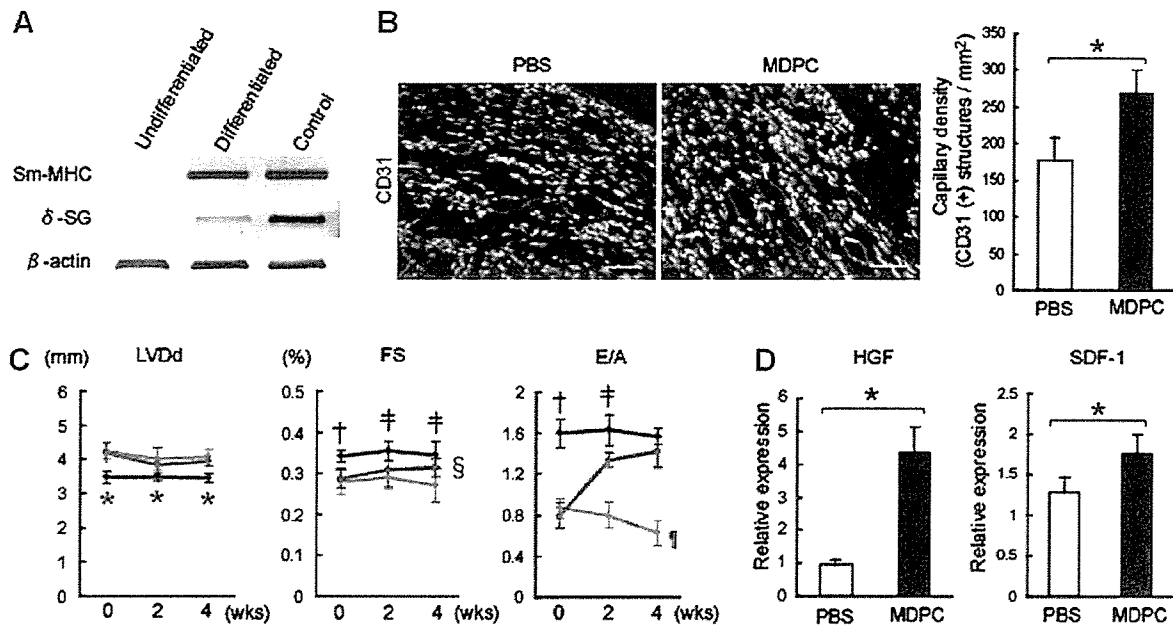 A
Undifferentiated
Differentiated
Control
Sm-MHC
δ-SG
β-actin
B
PBS
MDPC
CD31
Capillary density
(CD31 (+) structures / mm²)
350
300
250
200
150
100
50
0
*
PBS
MDPC
C
(mm)
LVDd
6
5
4
3
2
1
0
* * *
0 2 4 (wks)
(%)
FS
0.5
0.4
0.3
0.2
0.1
0
† ‡ ‡
§
0 2 4 (wks)
E/A
2
1.6
1.2
0.8
0.4
† ‡
¶
0 2 4 (wks)
D
HGF
Relative expression
6
5
4
3
2
1
0
*
PBS
MDPC
SDF-1
Relative expression
2.5
2
1.5
1
0.5
0
*
PBS
MDPC